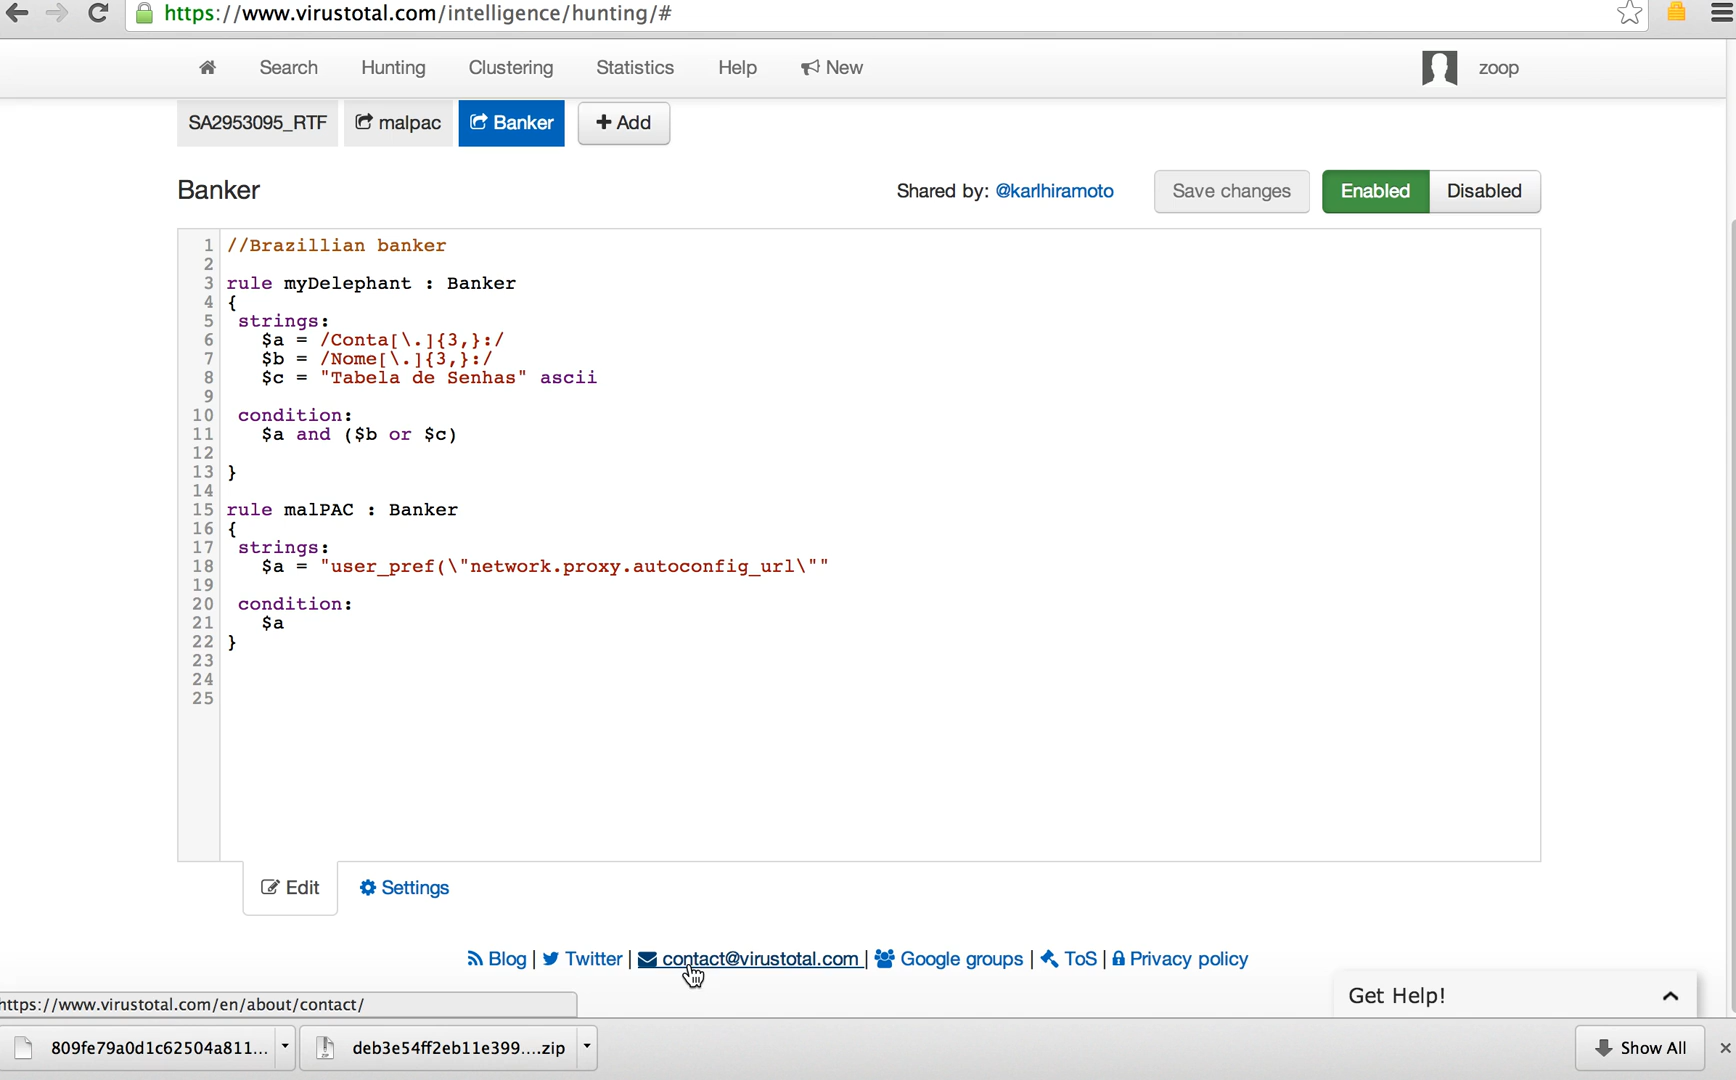 https://www.virustotal.com/intelligence/hunting/#
Search Hunting Clustering Statistics Help New zoop
SA2953095_RTF malpac Banker + Add
Banker Shared by: @karlhiramoto Save changes Enabled Disabled
1 //Brazillian banker
2
3 rule myDelephant : Banker
4 {
5 strings:
6 $a = /Conta[\.]{3,}:/
7 $b = /Nome[\.]{3,}:/
8 $c = "Tabela de Senhas" ascii
9
10 condition:
11 $a and ($b or $c)
12
13 }
14
15 rule malPAC : Banker
16 {
17 strings:
18 $a = "user_pref(\"network.proxy.autoconfig_url\""
19
20 condition:
21 $a
22 }
23
24
25
Edit Settings
Blog | Twitter | contact@virustotal.com | Google groups | ToS | Privacy policy
Get Help!
https://www.virustotal.com/en/about/contact/
809fe79a0d1c62504a811... deb3e54ff2eb11e399....zip Show All